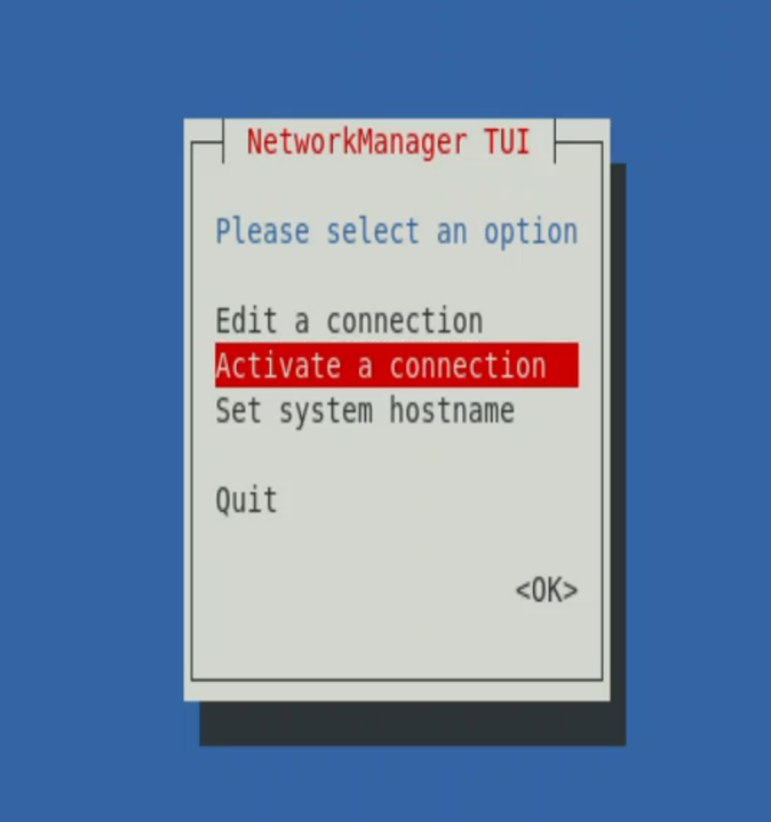 NetworkManager TUI
Please select an option
Edit a connection
Activate a connection
Set system hostname
Quit
<OK>